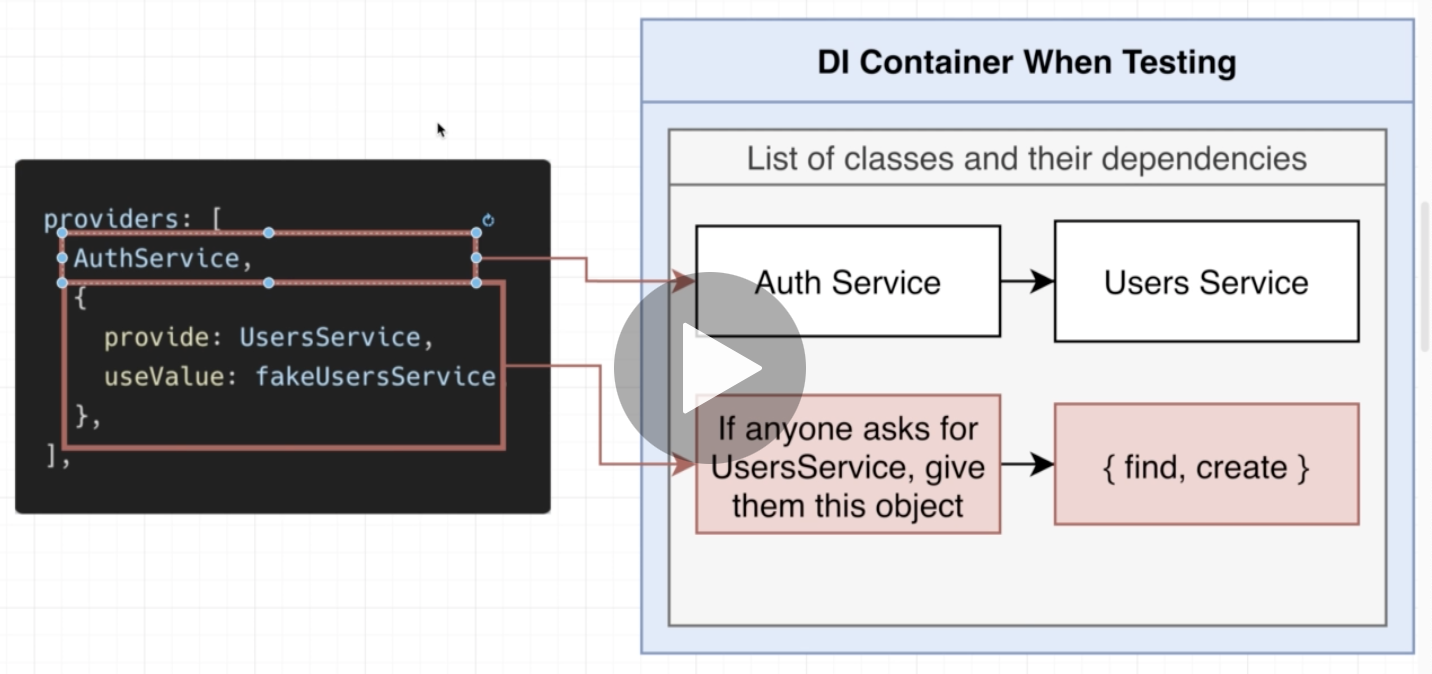 providers: [
AuthService,
{
provide: UsersService,
useValue: fakeUsersService
},
],
DI Container When Testing
List of classes and their dependencies
Auth Service
Users Service
If anyone asks for
UsersService, give
them this object
{ find, create }